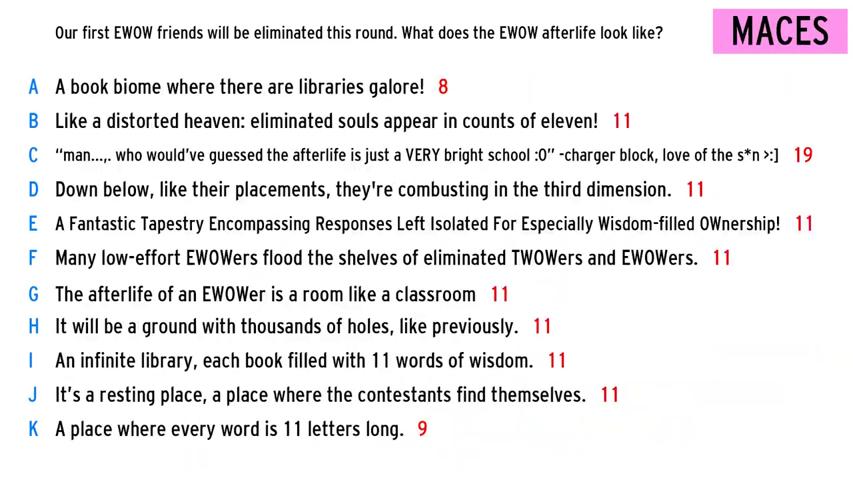 Our first EWOW friends will be eliminated this round. What does the EWOW afterlife look like?
MACES
A A book biome where there are libraries galore! 8
B Like a distorted heaven: eliminated souls appear in counts of eleven! 11
C “man...,. who would’ve guessed the afterlife is just a VERY bright school :0” -charger block, love of the s*n >:] 19
D Down below, like their placements, they're combusting in the third dimension. 11
E A Fantastic Tapestry Encompassing Responses Left Isolated For Especially Wisdom-filled OWnership! 11
F Many low-effort EWOWers flood the shelves of eliminated TWOWers and EWOWers. 11
G The afterlife of an EWOWer is a room like a classroom 11
H It will be a ground with thousands of holes, like previously. 11
I An infinite library, each book filled with 11 words of wisdom. 11
J It’s a resting place, a place where the contestants find themselves. 11
K A place where every word is 11 letters long. 9